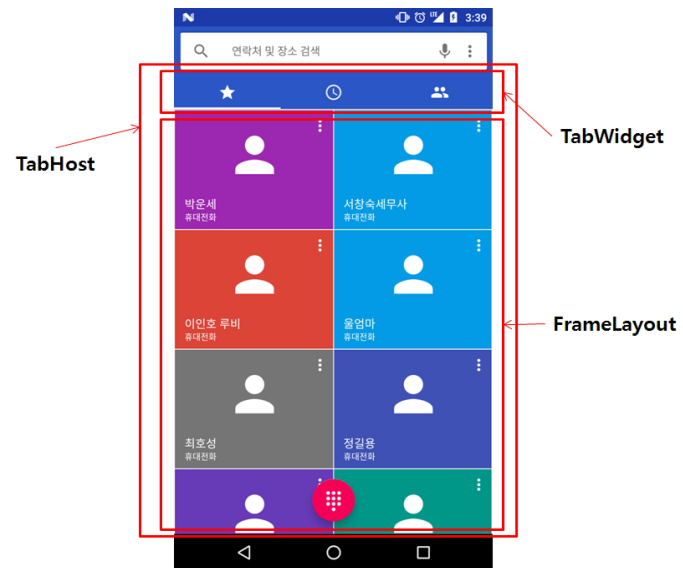 LTE 3:39
연락처 및 장소 검색
TabWidget
TabHost
박운세
휴대전화
서창숙세무사
휴대전화
이인호 루비
휴대전화
울엄마
휴대전화
FrameLayout
최호성
휴대전화
정길용
휴대전화